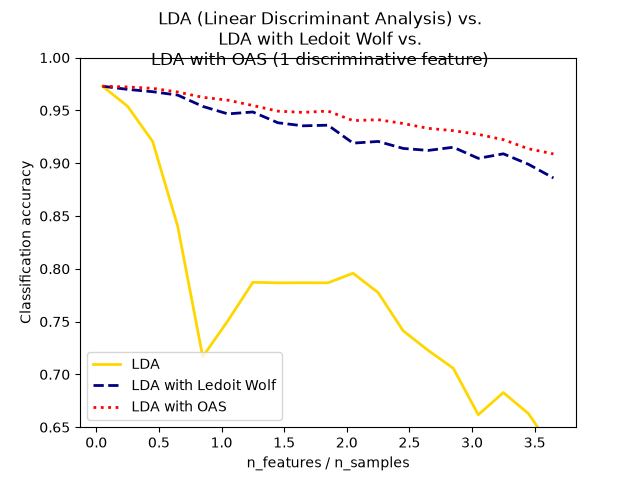 LDA (Linear Discriminant Analysis) vs.
LDA with Ledoit Wolf vs.
LDA with OAS (1 discriminative feature)
1.00
0.95
0.90
0.85
0.80
0.75
0.70
0.65
Classification accuracy
LDA
LDA with Ledoit Wolf
LDA with OAS
0.0 0.5 1.0 1.5 2.0 2.5 3.0 3.5
n_features / n_samples